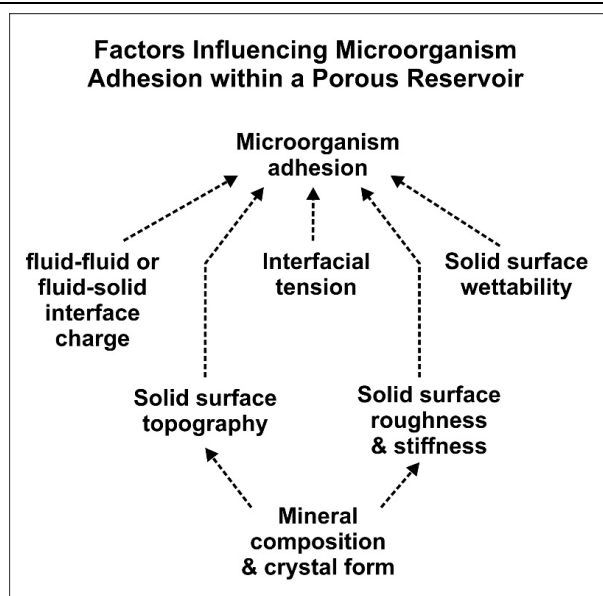 Factors Influencing Microorganism
Adhesion within a Porous Reservoir
Microorganism
adhesion
fluid-fluid or
fluid-solid
interface
charge
Interfacial
tension
Solid surface
wettability
Solid surface
topography
Solid surface
roughness
& stiffness
Mineral
composition
& crystal form